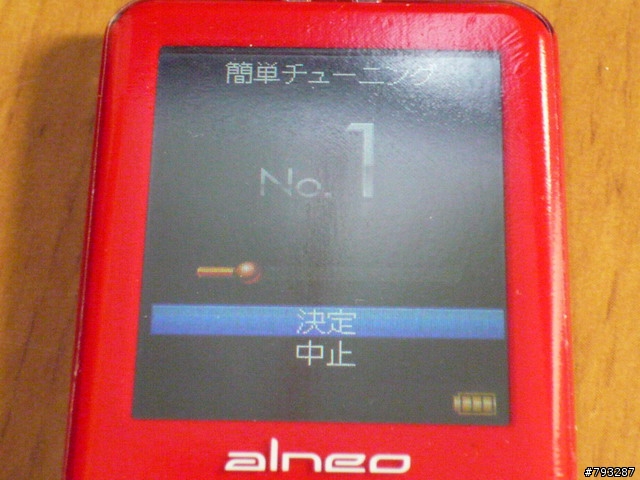 簡単チューニング
No. 1
決定
中止
alneo
#793287